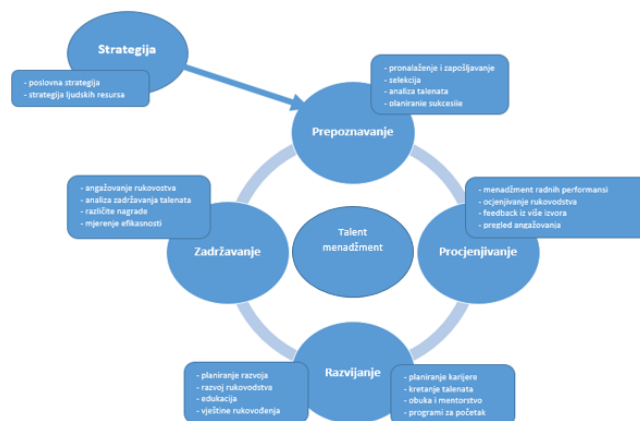 Strategija
- poslovna strategija
- strategija ljudskih resursa
- pronalaženje i zapošljavanje
- selekcija
- analiza talenata
- planiranje sukcesije
Prepoznavanje
- angažovanje rukovostva
- analiza zadržavanja talenata
- različite nagrade
- mjerenje efikasnosti
- menadžment radnih performansi
- ocjenjivanje rukovodstva
- feedback iz više izvora
- pregled angažovanja
Zadržavanje
Talent
menadžment
Procjenjivanje
- planiranje razvoja
- razvoj rukovodstva
- edukacija
- vještine rukovođenja
Razvijanje
- planiranje karijere
- kretanje talenata
- obuka i mentorstvo
- programi za početak